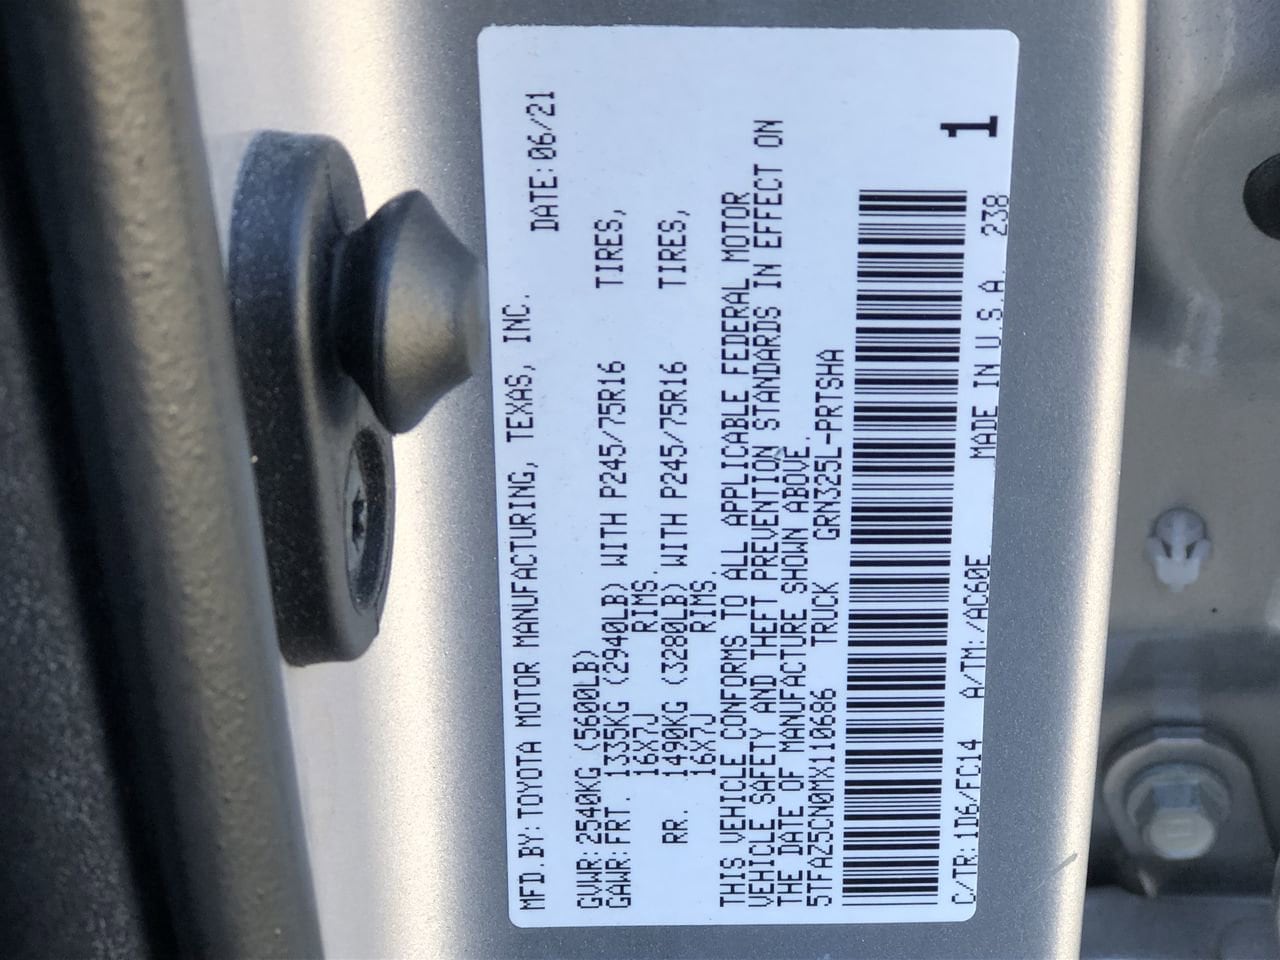 MFD.BY:TOYOTA MOTOR MANUFACTURING, TEXAS, INC.
DATE:06/21
GVWR:2540KG (5600LB)
GAWR:FRT. 1335KG (2940LB) WITH P245/75R16 TIRES,
16X7J RIMS.
RR. 1490KG (3280LB) WITH P245/75R16 TIRES,
16X7J RIMS.
THIS VEHICLE CONFORMS TO ALL APPLICABLE FEDERAL MOTOR
VEHICLE SAFETY AND THEFT PREVENTION STANDARDS IN EFFECT ON
THE DATE OF MANUFACTURE SHOWN ABOVE.
5TFAZ5CN0MX110686 TRUCK GRN325L-PRTSHA
1
C/TR:1D6/FC14 A/TM:/AC60E MADE IN U.S.A. 238